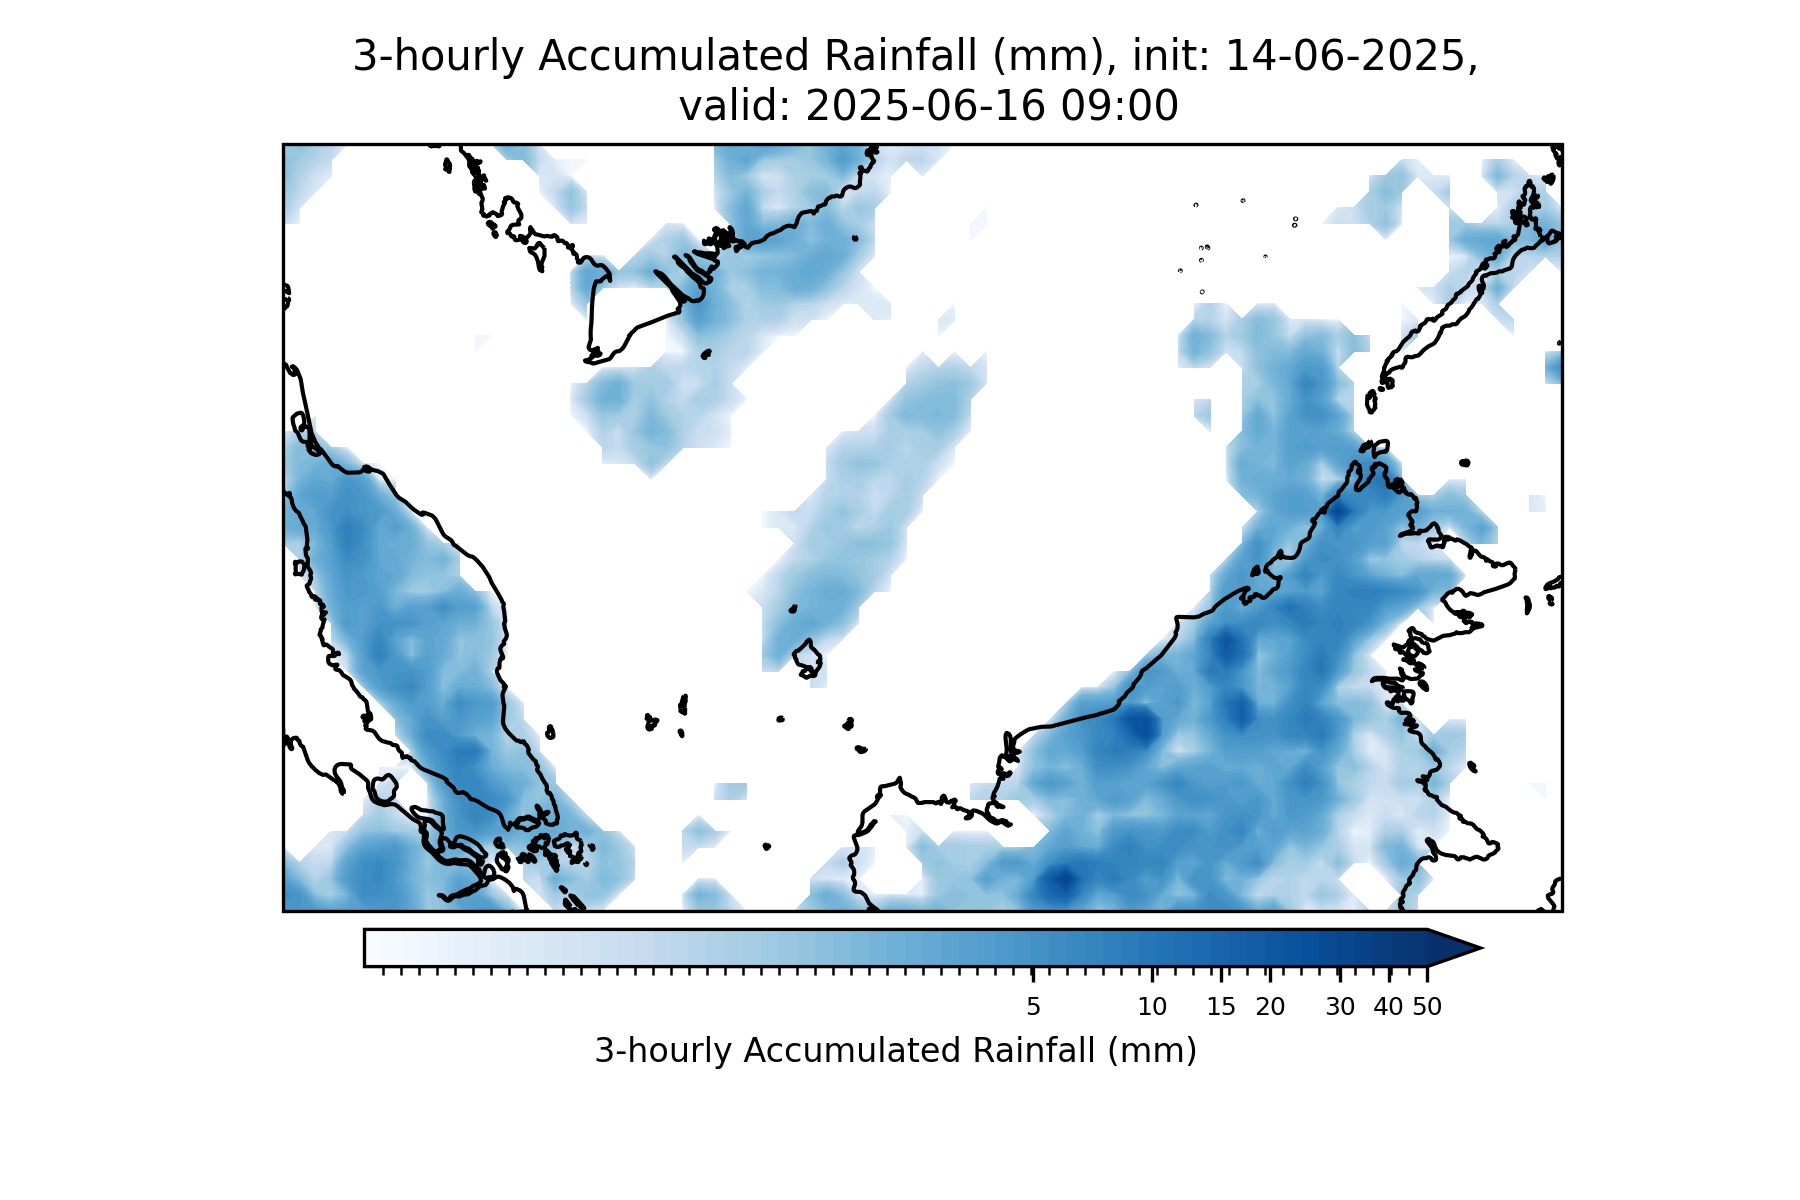 3-hourly Accumulated Rainfall (mm), init: 14-06-2025,
valid: 2025-06-16 09:00
5 10 15 20 30 40 50
3-hourly Accumulated Rainfall (mm)